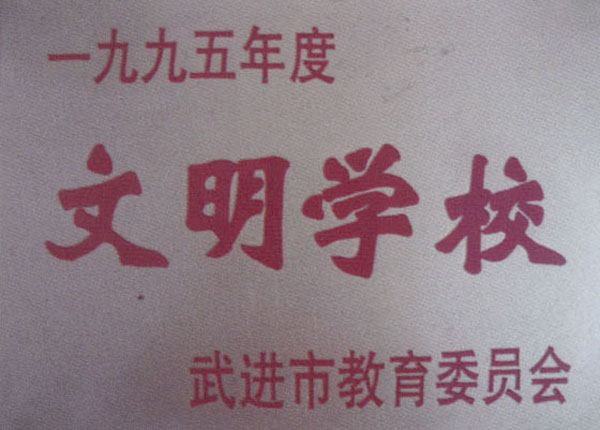 一九九五年度
文明学校
武进市教育委员会